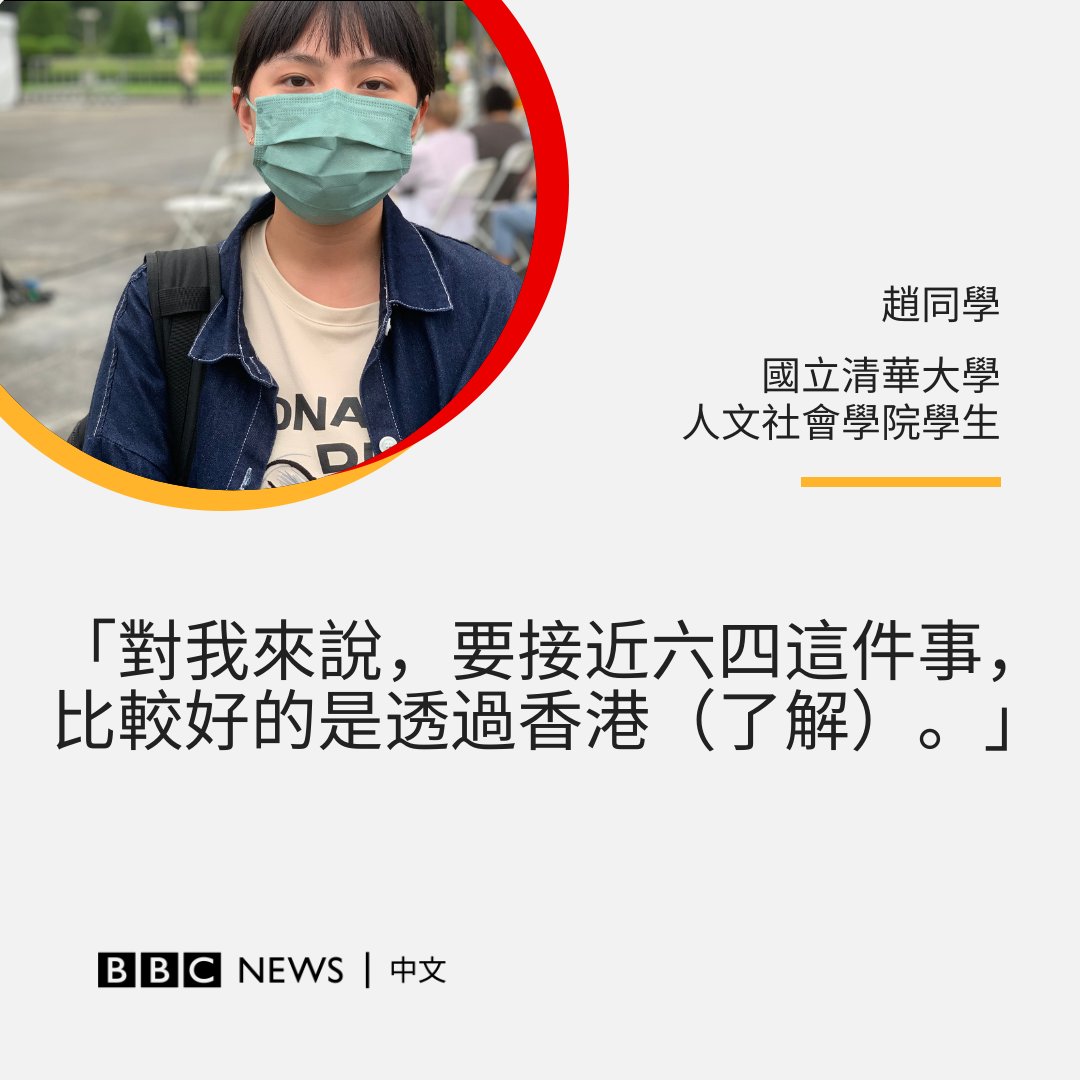 趙同學
國立清華大學
人文社會學院學生
「對我來說，要接近六四這件事，
比較好的是透過香港（了解）。」
BBC NEWS | 中文